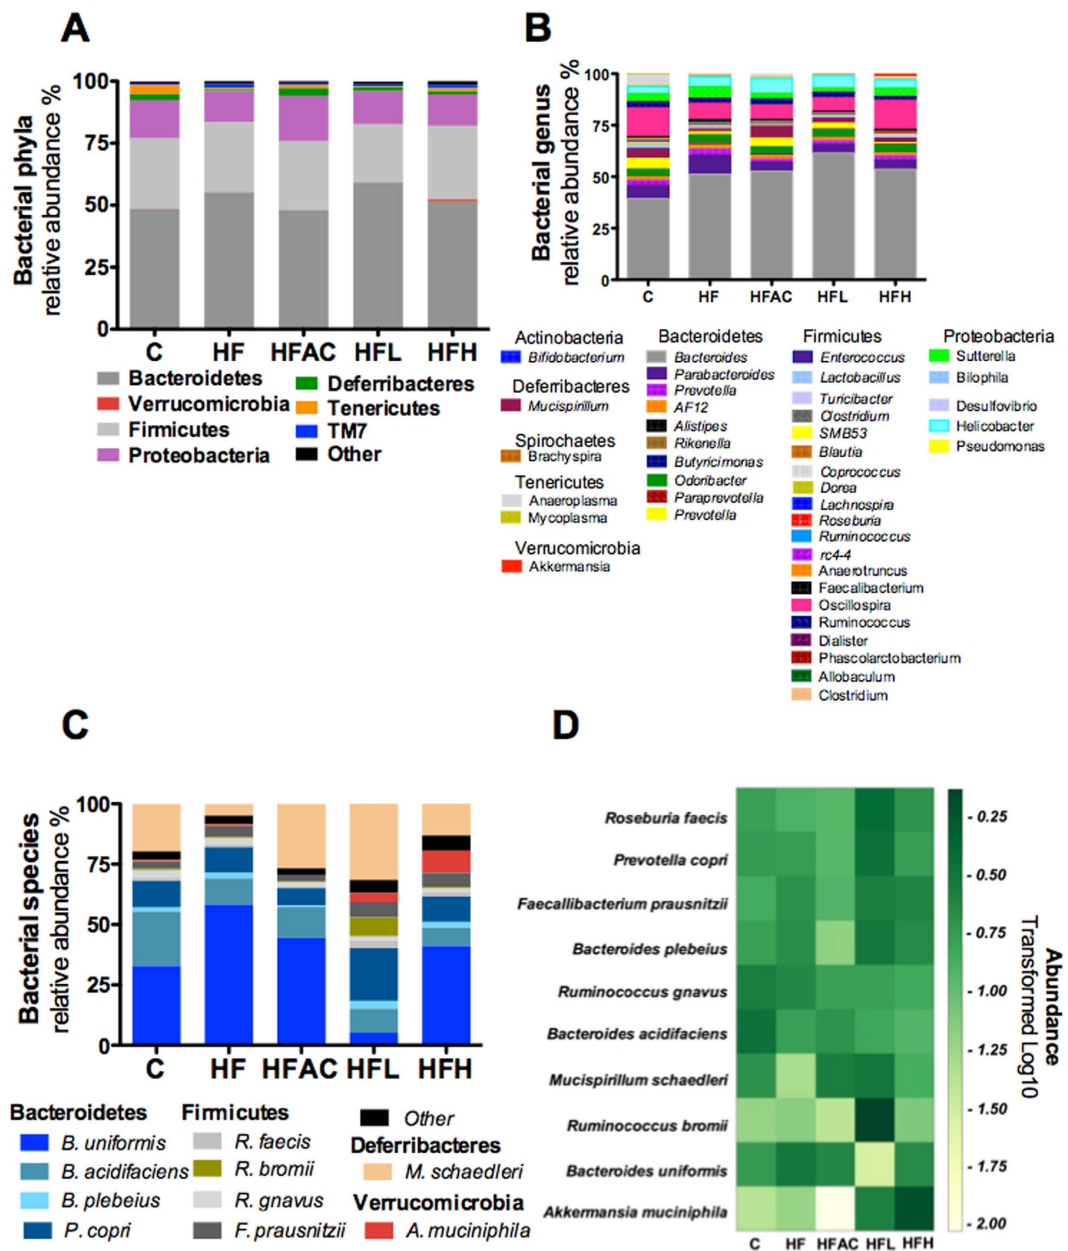 A
Bacterial phyla
relative abundance %
100
75
50
25
0
C HF HFAC HFL HFH
Bacteroidetes
Verrucomicrobia
Firmicutes
Proteobacteria
Deferribacteres
Tenericutes
TM7
Other
B
Bacterial genus
relative abundance %
100
75
50
25
0
C HF HFAC HFL HFH
Actinobacteria
Bifidobacterium
Deferribacteres
Mucispirillum
Spirochaetes
Brachyspira
Tenericutes
Anaeroplasma
Mycoplasma
Verrucomicrobia
Akkermansia
Bacteroidetes
Bacteroides
Parabacteroides
Prevotella
AF12
Alistipes
Rikenella
Butyricimonas
Odoribacter
Paraprevotella
Prevotella
Firmicutes
Enterococcus
Lactobacillus
Turicibacter
Clostridium
SMB53
Blautia
Coprococcus
Dorea
Lachnospira
Roseburia
Ruminococcus
rc4-4
Anaerotruncus
Faecalibacterium
Oscillospira
Ruminococcus
Dialister
Phascolarctobacterium
Allobaculum
Clostridium
Proteobacteria
Sutterella
Bilophila
Desulfovibrio
Helicobacter
Pseudomonas
C
Bacterial species
relative abundance %
100
75
50
25
0
C HF HFAC HFL HFH
Bacteroidetes
B. uniformis
B. acidifaciens
B. plebeius
P. copri
Firmicutes
R. faecis
R. bromii
R. gnavus
F. prausnitzii
Other
Deferribacteres
M. schaedleri
Verrucomicrobia
A. muciniphila
D
Roseburia faecis
Prevotella copri
Faecallibacterium prausnitzii
Bacteroides plebeius
Ruminococcus gnavus
Bacteroides acidifaciens
Mucispirillum schaedleri
Ruminococcus bromii
Bacteroides uniformis
Akkermansia muciniphila
C HF HFAC HFL HFH
- 0.25
- 0.50
- 0.75
- 1.00
- 1.25
- 1.50
- 1.75
- 2.00
Abundance
Transformed Log10